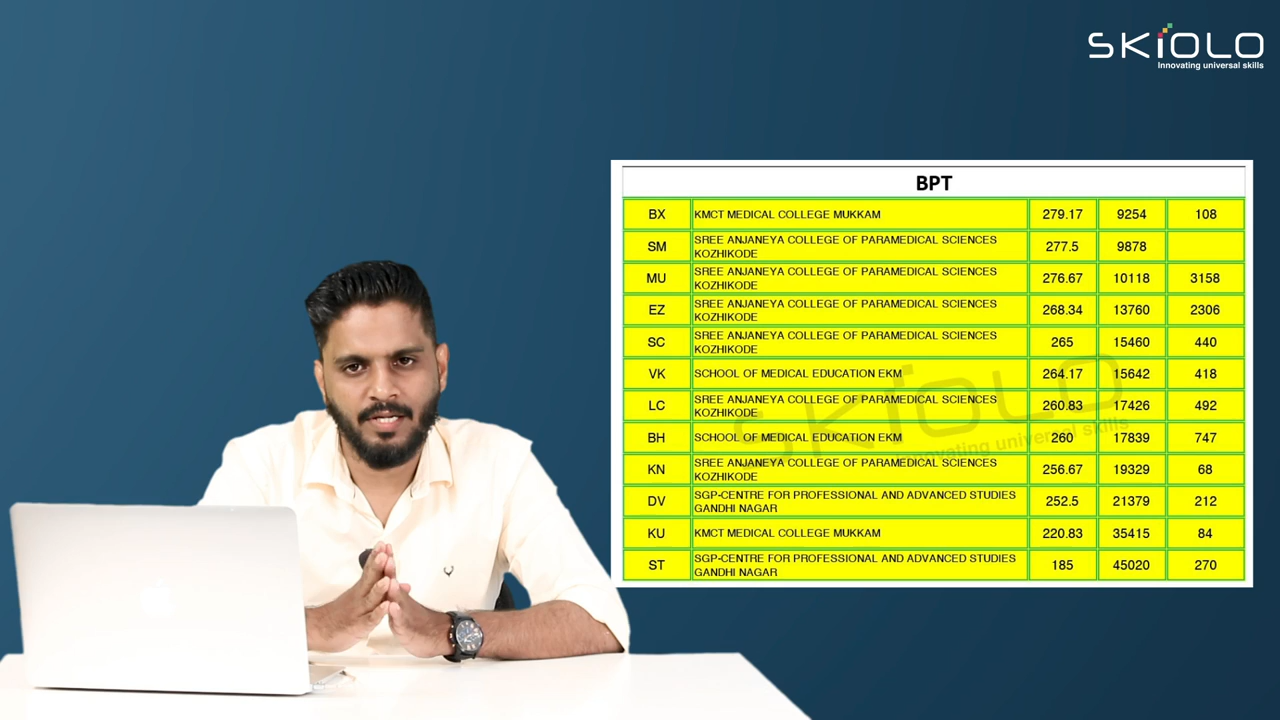 SKiOLO
Innovating universal skills
BPT
BX KMCT MEDICAL COLLEGE MUKKAM 279.17 9254 108
SM SREE ANJANEYA COLLEGE OF PARAMEDICAL SCIENCES KOZHIKODE 277.5 9878
MU SREE ANJANEYA COLLEGE OF PARAMEDICAL SCIENCES KOZHIKODE 276.67 10118 3158
EZ SREE ANJANEYA COLLEGE OF PARAMEDICAL SCIENCES KOZHIKODE 268.34 13760 2306
SC SREE ANJANEYA COLLEGE OF PARAMEDICAL SCIENCES KOZHIKODE 265 15460 440
VK SCHOOL OF MEDICAL EDUCATION EKM 264.17 15642 418
LC SREE ANJANEYA COLLEGE OF PARAMEDICAL SCIENCES KOZHIKODE 260.83 17426 492
BH SCHOOL OF MEDICAL EDUCATION EKM 260 17839 747
KN SREE ANJANEYA COLLEGE OF PARAMEDICAL SCIENCES KOZHIKODE 256.67 19329 68
DV SGP-CENTRE FOR PROFESSIONAL AND ADVANCED STUDIES GANDHI NAGAR 252.5 21379 212
KU KMCT MEDICAL COLLEGE MUKKAM 220.83 35415 84
ST SGP-CENTRE FOR PROFESSIONAL AND ADVANCED STUDIES GANDHI NAGAR 185 45020 270
SKiOLO
Innovating universal skills